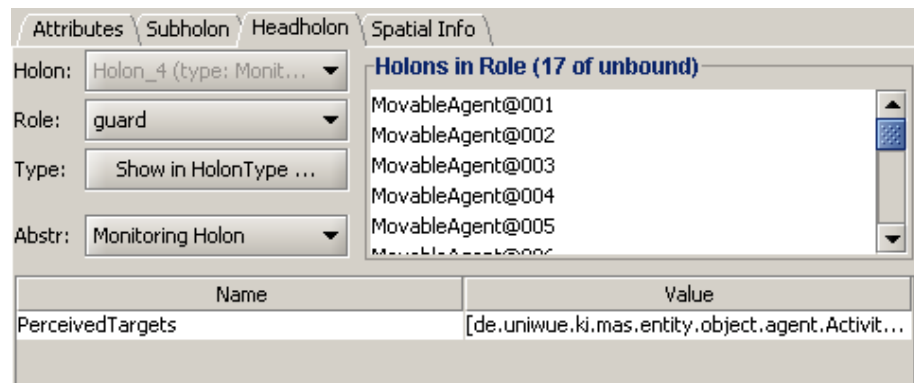 Attributes Subholon Headholon Spatial Info
Holon: Holon_4 (type: Monit...
Role: guard
Type: Show in HolonType ...
Abstr: Monitoring Holon
Holons in Role (17 of unbound)
MovableAgent@001
MovableAgent@002
MovableAgent@003
MovableAgent@004
MovableAgent@005
Name Value
PerceivedTargets [de.uniwue.ki.mas.entity.object.agent.Activit...